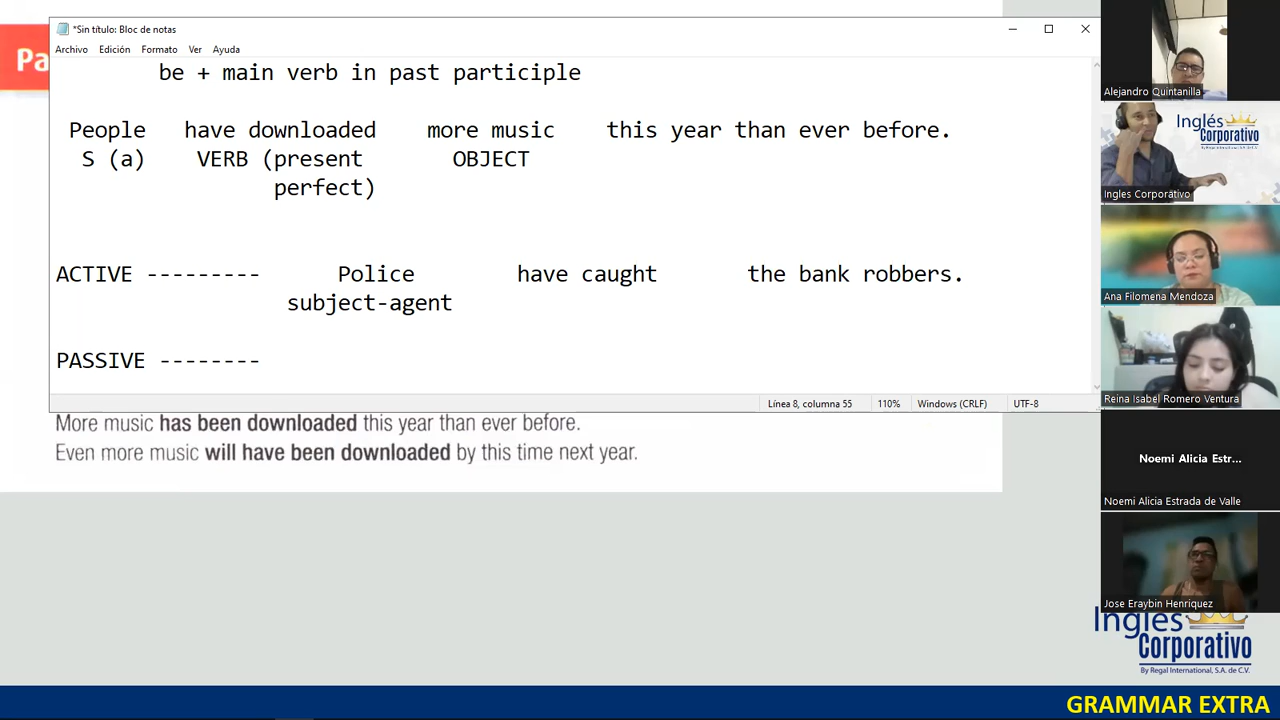 *Sin título: Bloc de notas
Archivo Edición Formato Ver Ayuda
Pa
be + main verb in past participle
People have downloaded more music this year than ever before.
S (a) VERB (present OBJECT
perfect)
ACTIVE --------- Police have caught the bank robbers.
subject-agent
PASSIVE --------
Línea 8, columna 55 110% Windows (CRLF) UTF-8
More music has been downloaded this year than ever before.
Even more music will have been downloaded by this time next year.
Alejandro Quintanilla
Inglés
Corporativo
By Regal International, S.A. de C.V.
Ingles Corporativo
Ana Filomena Mendoza
Reina Isabel Romero Ventura
Noemi Alicia Estr...
Noemi Alicia Estrada de Valle
Jose Eraybin Henriquez
Inglés
Corporativo
By Regal International, S.A. de C.V.
GRAMMAR EXTRA